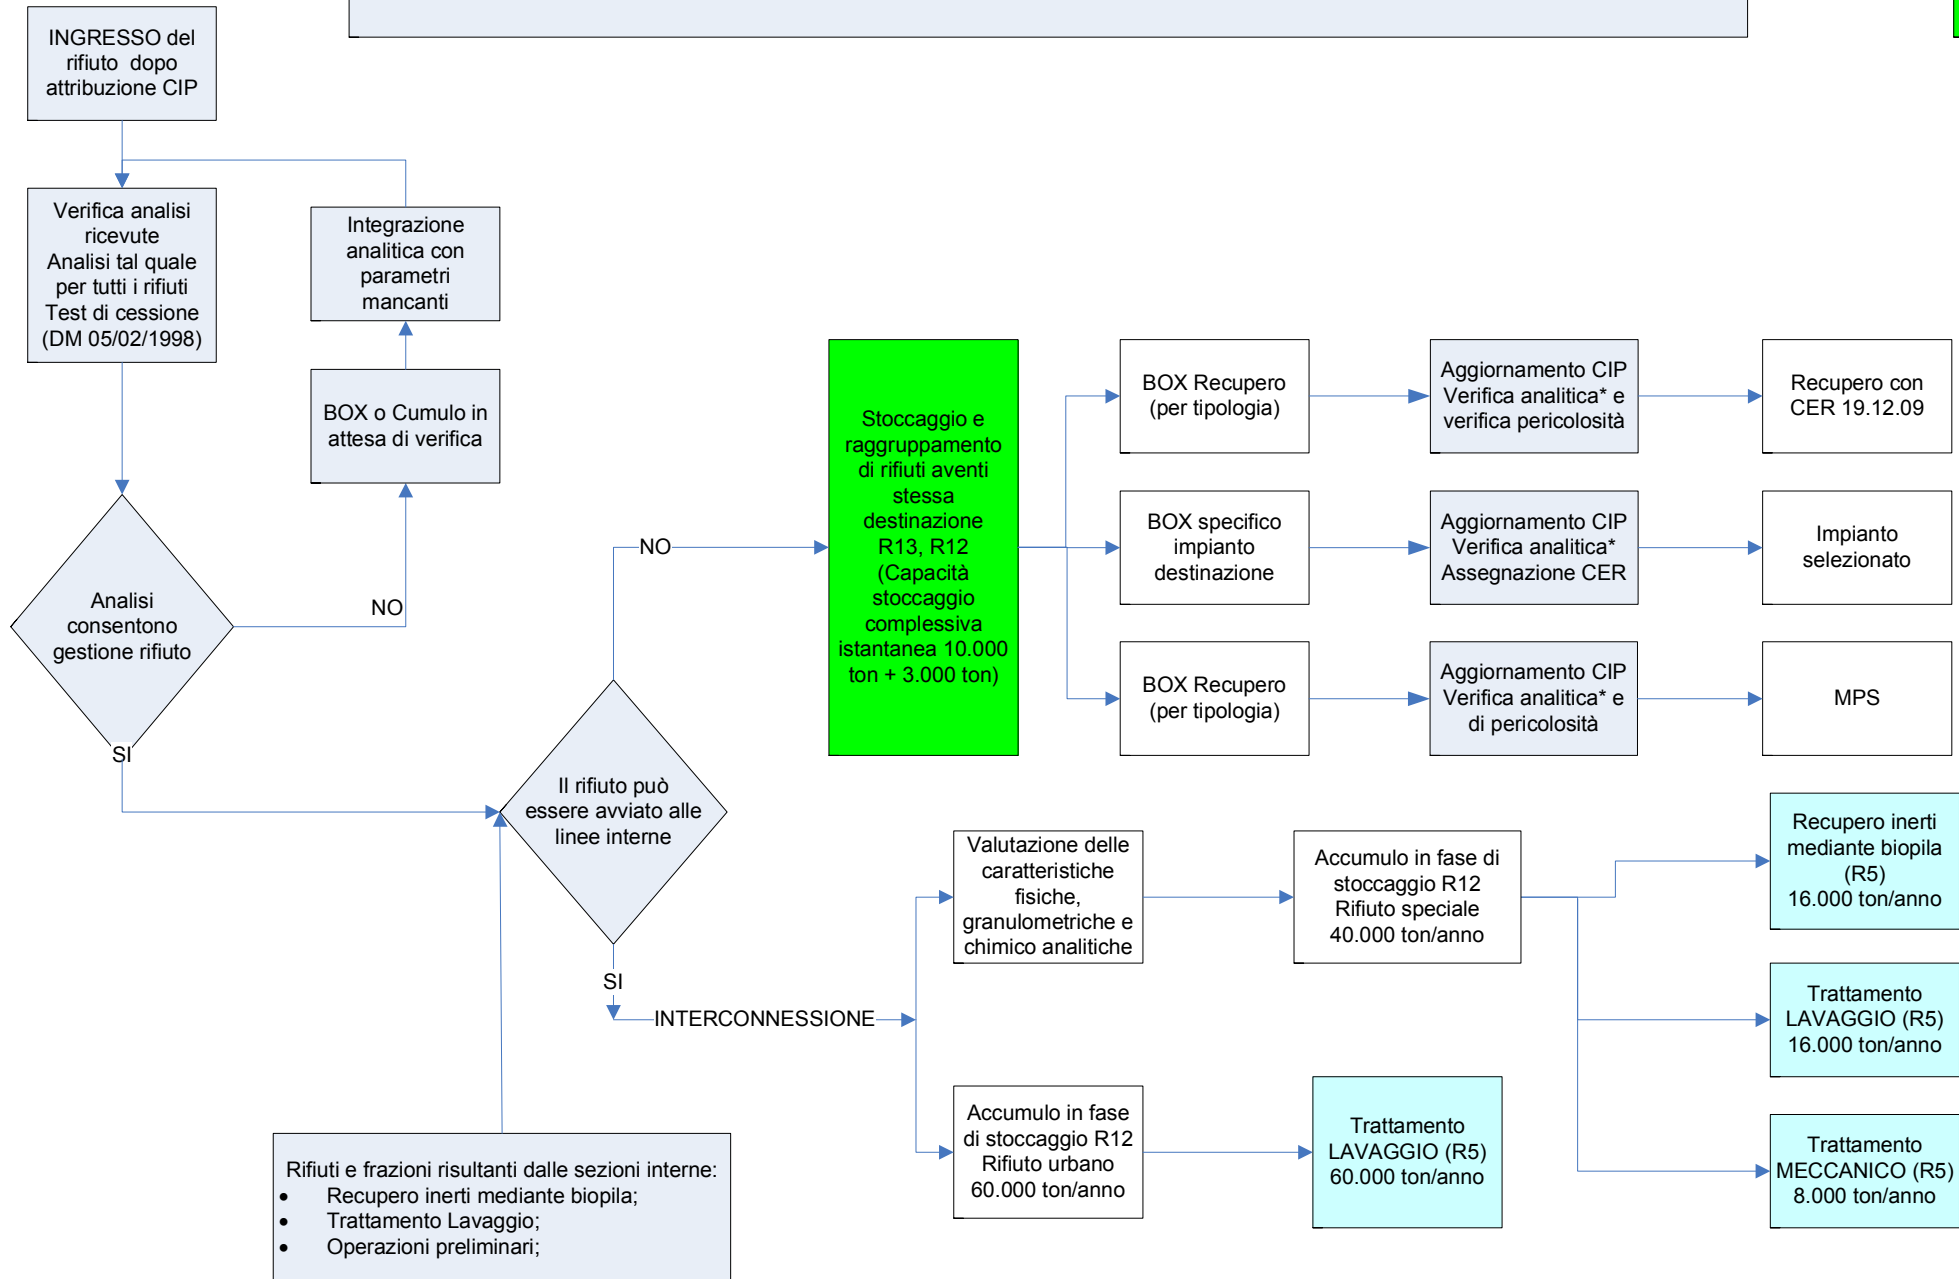 INGRESSO del
rifiuto dopo
attribuzione CIP
Verifica analisi
ricevute
Analisi tal quale
per tutti i rifiuti
Test di cessione
(DM 05/02/1998)
Integrazione
analitica con
parametri
mancanti
BOX o Cumulo in
attesa di verifica
Analisi
consentono
gestione rifiuto
NO
SI
Il rifiuto può
essere avviato alle
linee interne
NO
SI
Stoccaggio e
raggruppamento
di rifiuti aventi
stessa
destinazione
R13, R12
(Capacità
stoccaggio
complessiva
istantanea 10.000
ton + 3.000 ton)
BOX Recupero
(per tipologia)
Aggiornamento CIP
Verifica analitica* e
verifica pericolosità
Recupero con
CER 19.12.09
BOX specifico
impianto
destinazione
Aggiornamento CIP
Verifica analitica*
Assegnazione CER
Impianto
selezionato
BOX Recupero
(per tipologia)
Aggiornamento CIP
Verifica analitica* e
di pericolosità
MPS
INTERCONNESSIONE
Valutazione delle
caratteristiche
fisiche,
granulometriche e
chimico analitiche
Accumulo in fase di
stoccaggio R12
Rifiuto speciale
40.000 ton/anno
Recupero inerti
mediante biopila
(R5)
16.000 ton/anno
Trattamento
LAVAGGIO (R5)
16.000 ton/anno
Trattamento
MECCANICO (R5)
8.000 ton/anno
Accumulo in fase
di stoccaggio R12
Rifiuto urbano
60.000 ton/anno
Trattamento
LAVAGGIO (R5)
60.000 ton/anno
Rifiuti e frazioni risultanti dalle sezioni interne:
• Recupero inerti mediante biopila;
• Trattamento Lavaggio;
• Operazioni preliminari;